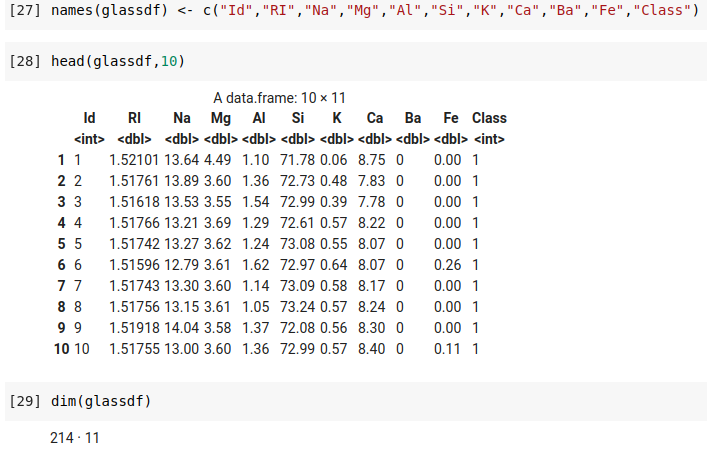 [27] names(glassdf) <- c("Id","RI","Na","Mg","Al","Si","K","Ca","Ba","Fe","Class")
[28] head(glassdf,10)
A data.frame: 10 × 11
Id RI Na Mg Al Si K Ca Ba Fe Class
<int> <dbl> <dbl> <dbl> <dbl> <dbl> <dbl> <dbl> <dbl> <dbl> <int>
1 1 1.52101 13.64 4.49 1.10 71.78 0.06 8.75 0 0.00 1
2 2 1.51761 13.89 3.60 1.36 72.73 0.48 7.83 0 0.00 1
3 3 1.51618 13.53 3.55 1.54 72.99 0.39 7.78 0 0.00 1
4 4 1.51766 13.21 3.69 1.29 72.61 0.57 8.22 0 0.00 1
5 5 1.51742 13.27 3.62 1.24 73.08 0.55 8.07 0 0.00 1
6 6 1.51596 12.79 3.61 1.62 72.97 0.64 8.07 0 0.26 1
7 7 1.51743 13.30 3.60 1.14 73.09 0.58 8.17 0 0.00 1
8 8 1.51756 13.15 3.61 1.05 73.24 0.57 8.24 0 0.00 1
9 9 1.51918 14.04 3.58 1.37 72.08 0.56 8.30 0 0.00 1
10 10 1.51755 13.00 3.60 1.36 72.99 0.57 8.40 0 0.11 1
[29] dim(glassdf)
214 · 11